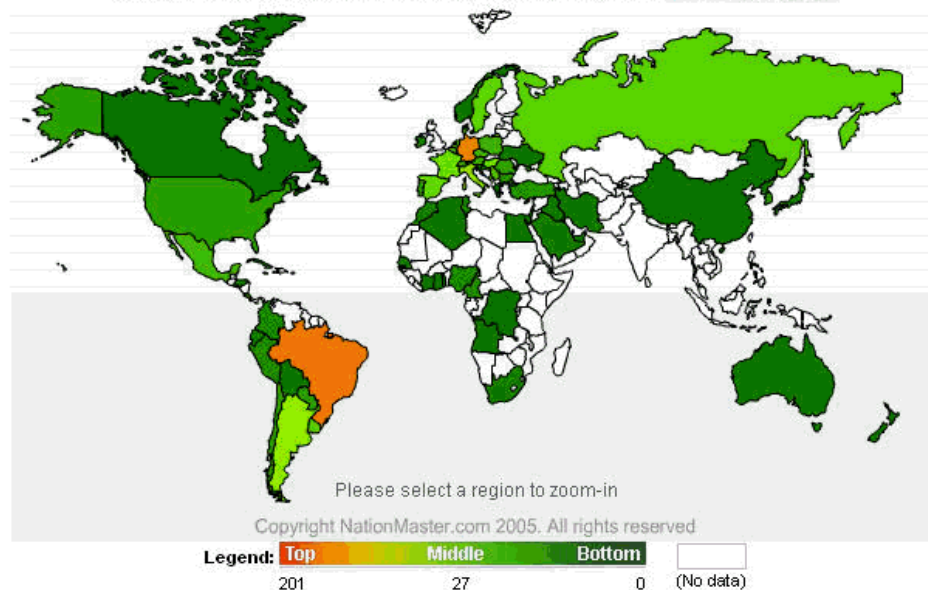 Please select a region to zoom-in
Copyright NationMaster.com 2005. All rights reserved
Legend: Top Middle Bottom
201 27 0 (No data)